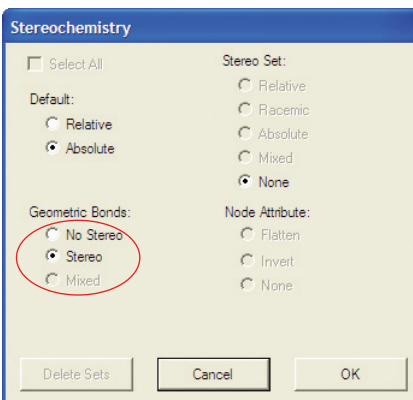 Stereochemistry
Select All
Default:
Relative
Absolute
Stereo Set:
Relative
Racemic
Absolute
Mixed
None
Geometric Bonds:
No Stereo
Stereo
Mixed
Node Attribute:
Flatten
Invert
None
Delete Sets
Cancel
OK